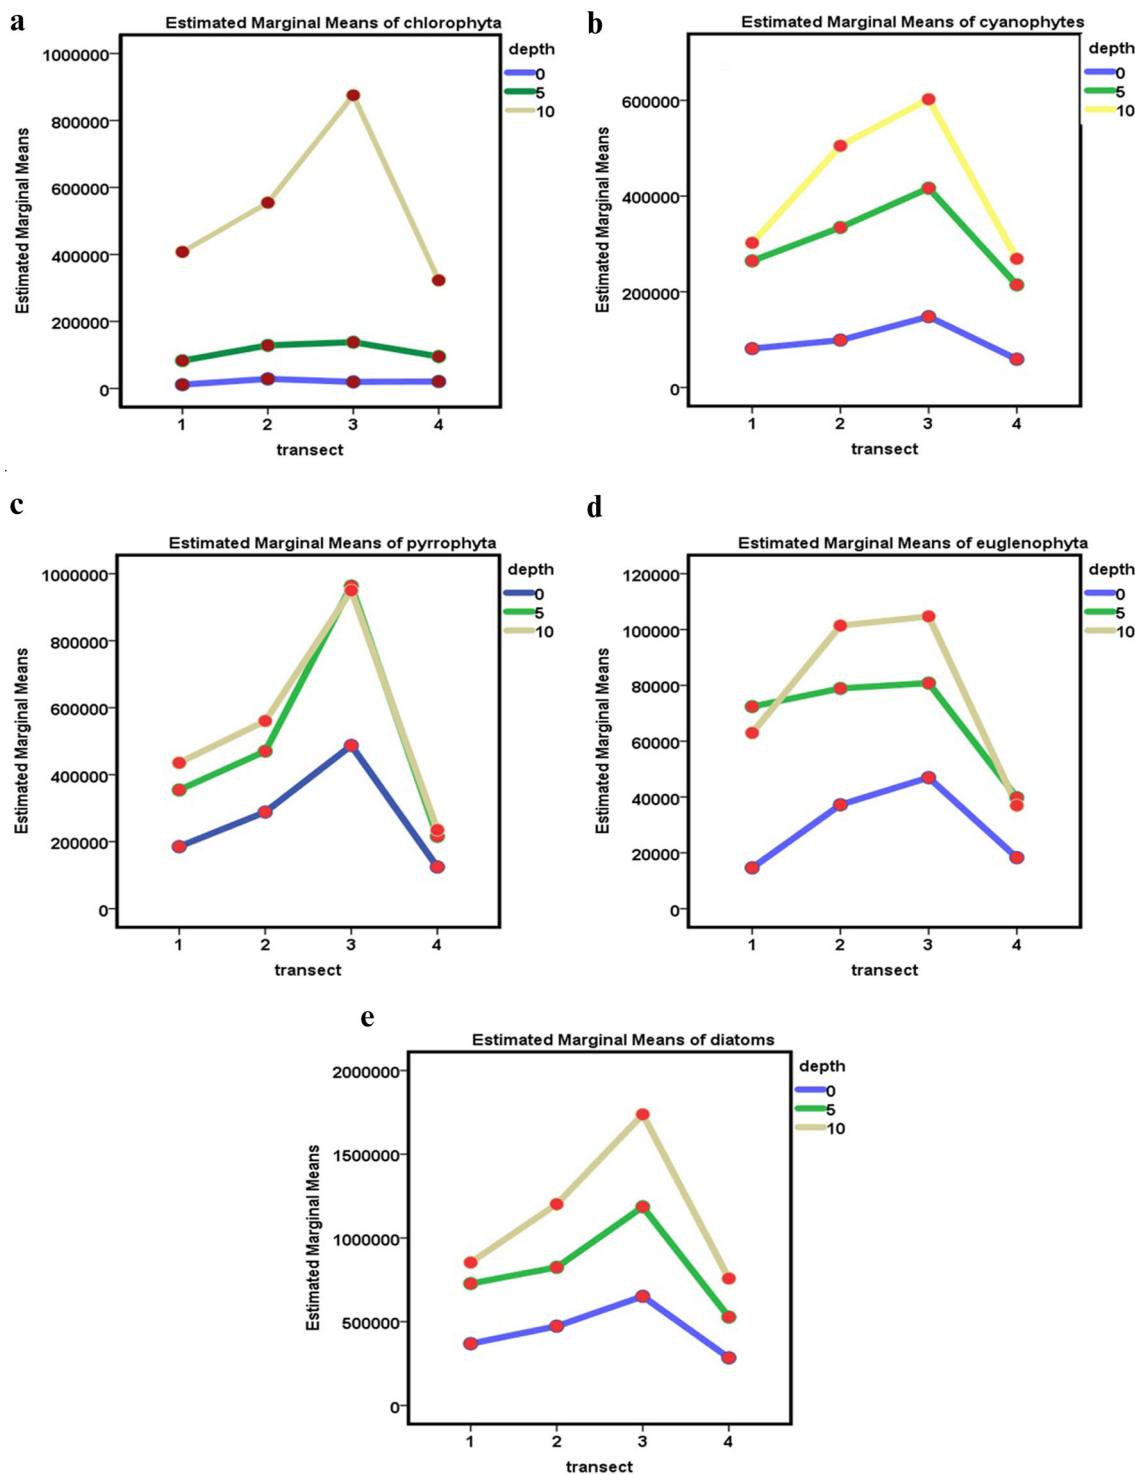 a
Estimated Marginal Means of chlorophyta
depth
0
5
10
1000000
800000
600000
400000
200000
0
Estimated Marginal Means
1 2 3 4
transect
b
Estimated Marginal Means of cyanophytes
depth
0
5
10
600000
400000
200000
0
Estimated Marginal Means
1 2 3 4
transect
c
Estimated Marginal Means of pyrrophyta
depth
0
5
10
1000000
800000
600000
400000
200000
0
Estimated Marginal Means
1 2 3 4
transect
d
Estimated Marginal Means of euglenophyta
depth
0
5
10
120000
100000
80000
60000
40000
20000
0
Estimated Marginal Means
1 2 3 4
transect
e
Estimated Marginal Means of diatoms
depth
0
5
10
2000000
1500000
1000000
500000
0
Estimated Marginal Means
1 2 3 4
transect